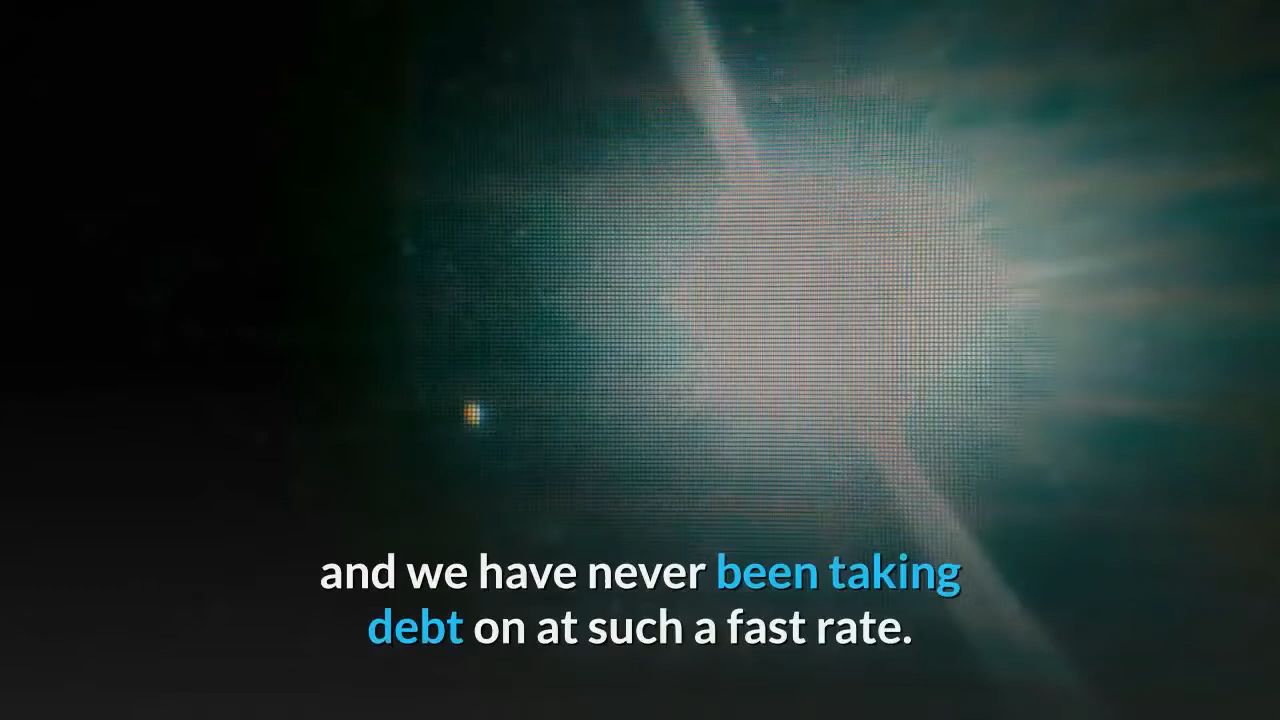 and we have never been taking
debt on at such a fast rate.